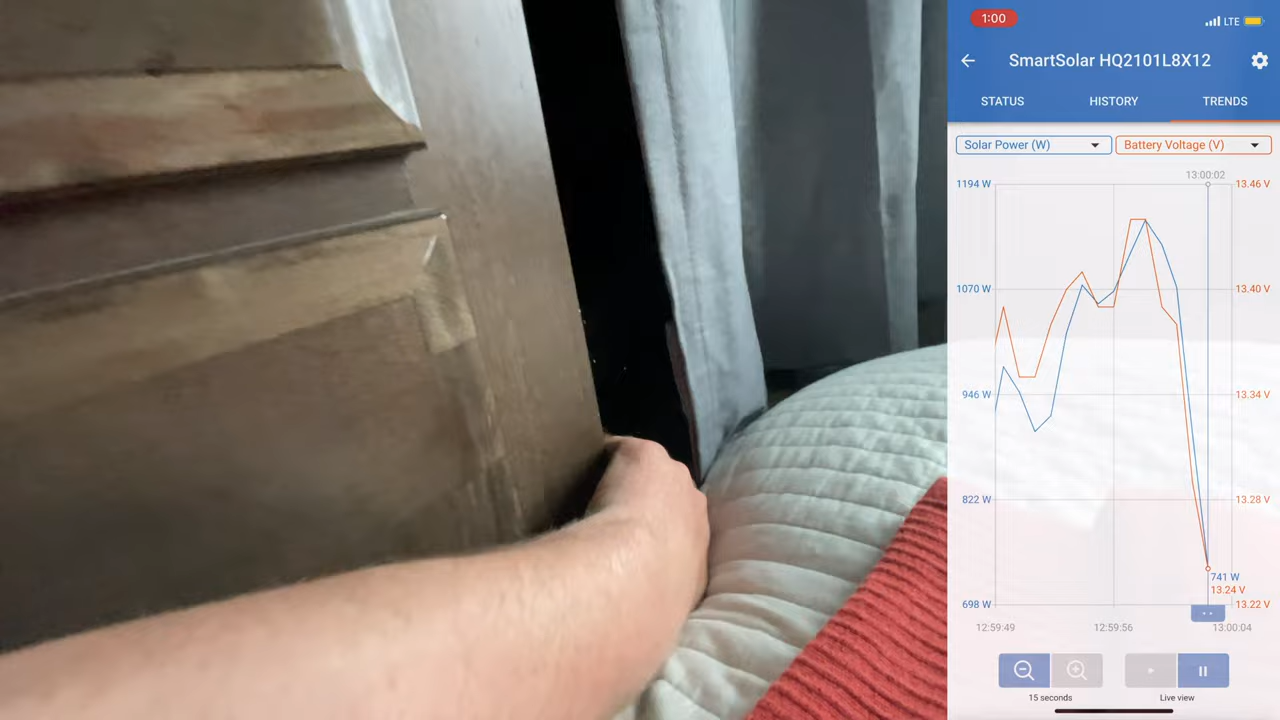 1:00
LTE
SmartSolar HQ2101L8X12
STATUS HISTORY TRENDS
Solar Power (W) Battery Voltage (V)
13:00:02
1194 W 13.46 V
1070 W 13.40 V
946 W 13.34 V
822 W 13.28 V
741 W
13.24 V
698 W 13.22 V
12:59:49 12:59:56 13:00:04
15 seconds Live view